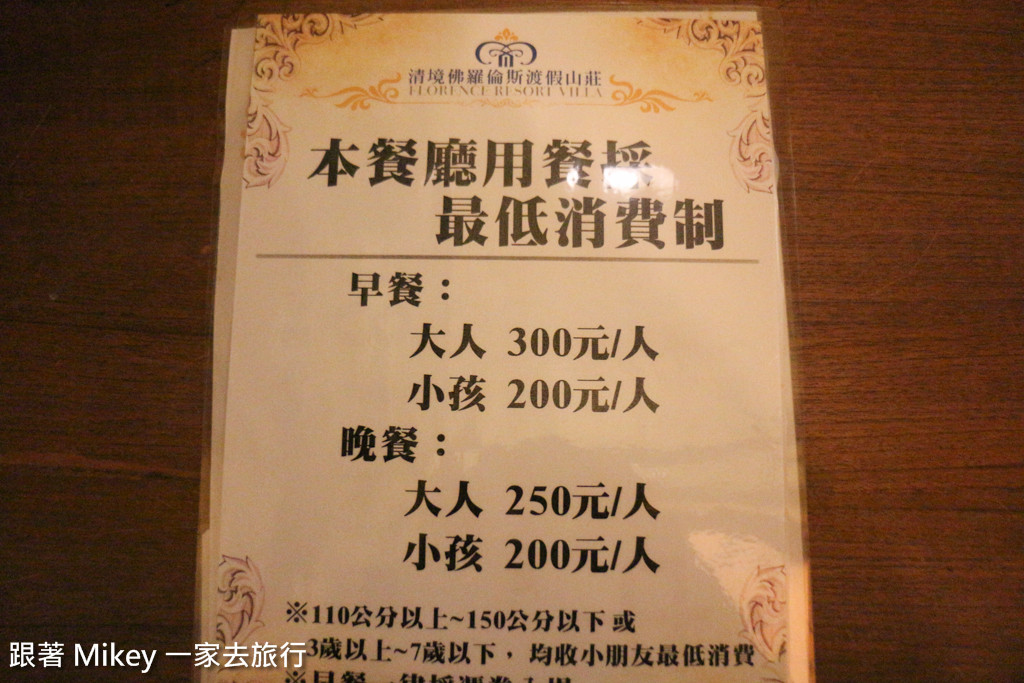 清境佛羅倫斯渡假山莊
FLORENCE RESORT VILLA
本餐廳用餐採
最低消費制
早餐：
大人 300元/人
小孩 200元/人
晚餐：
大人 250元/人
小孩 200元/人
※110公分以上~150公分以下 或
3歲以上~7歲以下，均收小朋友最低消費
※早餐一律採
跟著 Mikey 一家去旅行